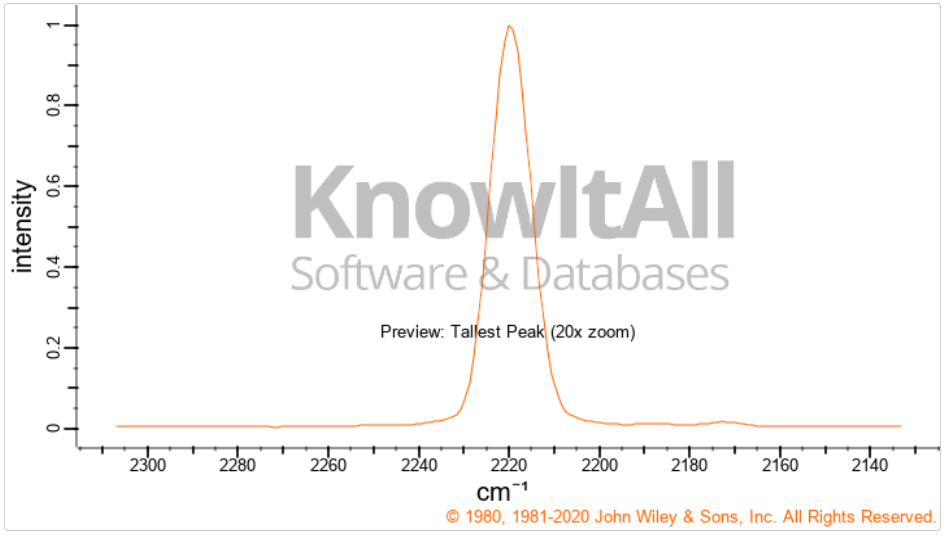 1
0.8
0.6
0.4
0.2
0
intensity
KnowItAll
Software & Databases
Preview: Tallest Peak (20x zoom)
2300 2280 2260 2240 2220 2200 2180 2160 2140
cm⁻¹
© 1980, 1981-2020 John Wiley & Sons, Inc. All Rights Reserved.